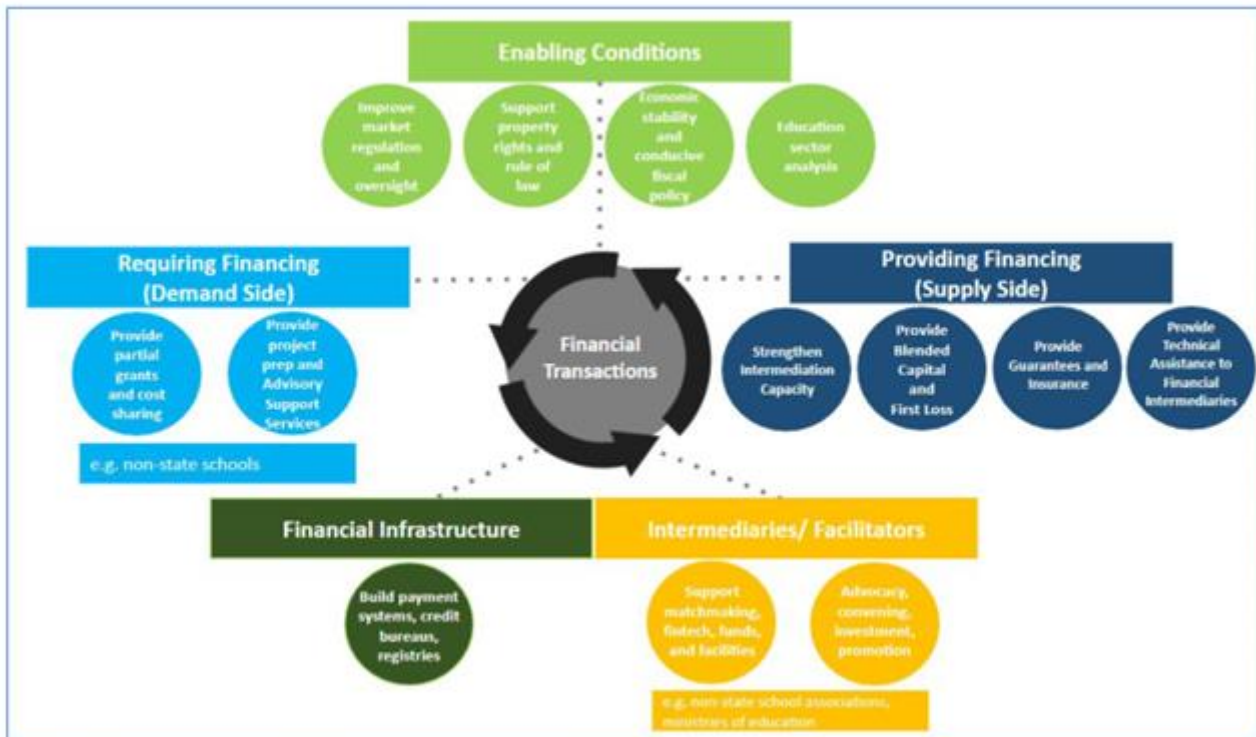 Enabling Conditions
Improve
market
regulation
and
oversight
Support
property
rights and
rule of
law
Economic
stability
and
conducive
fiscal
policy
Education
sector
analysis
Requiring Financing
(Demand Side)
Provide
partial
grants
and cost
sharing
Provide
project
prep and
Advisory
Support
Services
e.g. non-state schools
Financial
Transactions
Providing Financing
(Supply Side)
Strengthen
Intermediation
Capacity
Provide
Blended
Capital
and
First Loss
Provide
Guarantees and
Insurance
Provide
Technical
Assistance to
Financial
Intermediaries
Financial Infrastructure
Build payment
systems, credit
bureaus,
registries
Intermediaries/ Facilitators
Support
matchmaking,
fintech, funds,
and facilities
Advocacy,
convening,
investment,
promotion
e.g. non-state school associations,
ministries of education